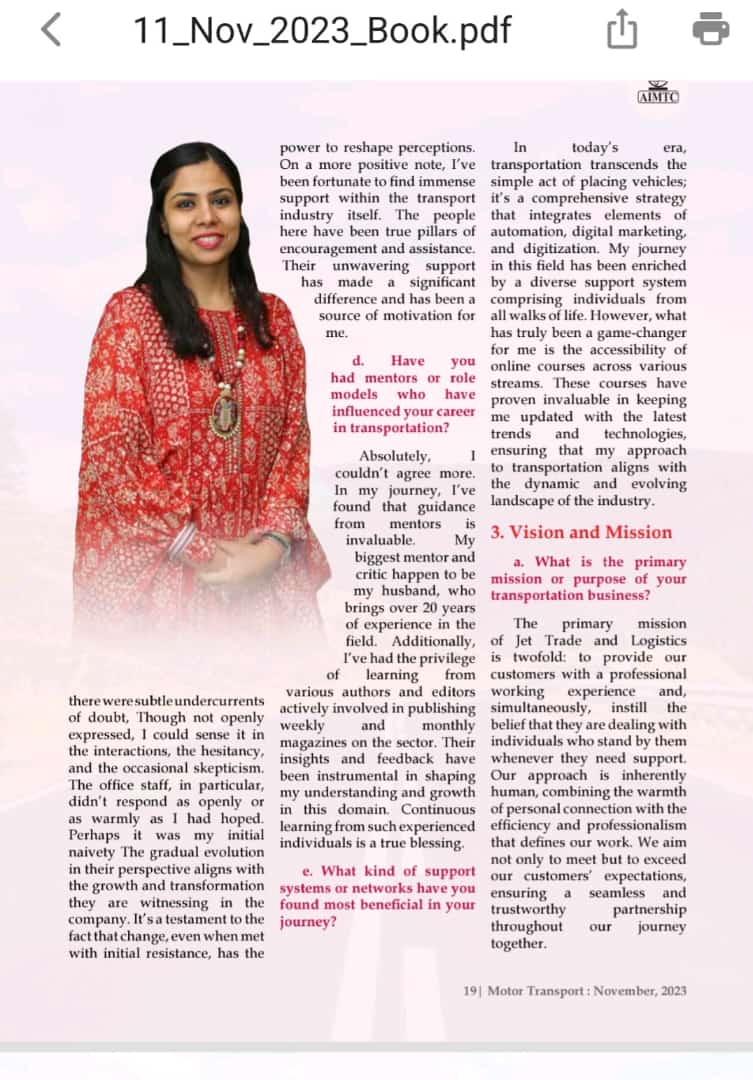 11_Nov_2023_Book.pdf
AIMTC
there were subtle undercurrents
of doubt, Though not openly
expressed, I could sense it in
the interactions, the hesitancy,
and the occasional skepticism.
The office staff, in particular,
didn't respond as openly or
as warmly as I had hoped.
Perhaps it was my initial
naivety The gradual evolution
in their perspective aligns with
the growth and transformation
they are witnessing in the
company. It's a testament to the
fact that change, even when met
with initial resistance, has the
power to reshape perceptions.
On a more positive note, I've
been fortunate to find immense
support within the transport
industry itself. The people
here have been true pillars of
encouragement and assistance.
Their unwavering support
has made a significant
difference and has been a
source of motivation for
me.
d. Have you
had mentors or role
models who have
influenced your career
in transportation?
Absolutely, I
couldn't agree more.
In my journey, I've
found that guidance
from mentors is
invaluable. My
biggest mentor and
critic happen to be
my husband, who
brings over 20 years
of experience in the
field. Additionally,
I've had the privilege
of learning from
various authors and editors
actively involved in publishing
weekly and monthly
magazines on the sector. Their
insights and feedback have
been instrumental in shaping
my understanding and growth
in this domain. Continuous
learning from such experienced
individuals is a true blessing.
e. What kind of support
systems or networks have you
found most beneficial in your
journey?
In today's era,
transportation transcends the
simple act of placing vehicles;
it's a comprehensive strategy
that integrates elements of
automation, digital marketing,
and digitization. My journey
in this field has been enriched
by a diverse support system
comprising individuals from
all walks of life. However, what
has truly been a game-changer
for me is the accessibility of
online courses across various
streams. These courses have
proven invaluable in keeping
me updated with the latest
trends and technologies,
ensuring that my approach
to transportation aligns with
the dynamic and evolving
landscape of the industry.
3. Vision and Mission
a. What is the primary
mission or purpose of your
transportation business?
The primary mission
of Jet Trade and Logistics
is twofold: to provide our
customers with a professional
working experience and,
simultaneously, instill the
belief that they are dealing with
individuals who stand by them
whenever they need support.
Our approach is inherently
human, combining the warmth
of personal connection with the
efficiency and professionalism
that defines our work. We aim
not only to meet but to exceed
our customers' expectations,
ensuring a seamless and
trustworthy partnership
throughout our journey
together.
19| Motor Transport : November, 2023